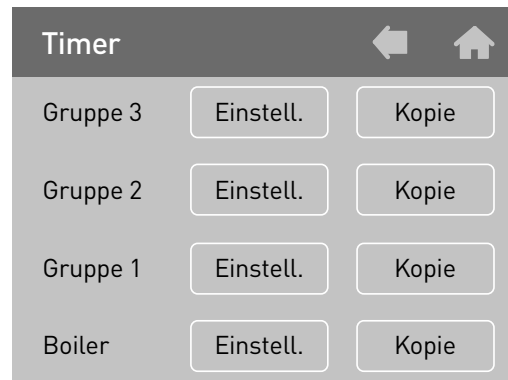 Timer
Gruppe 3 Einstell. Kopie
Gruppe 2 Einstell. Kopie
Gruppe 1 Einstell. Kopie
Boiler Einstell. Kopie